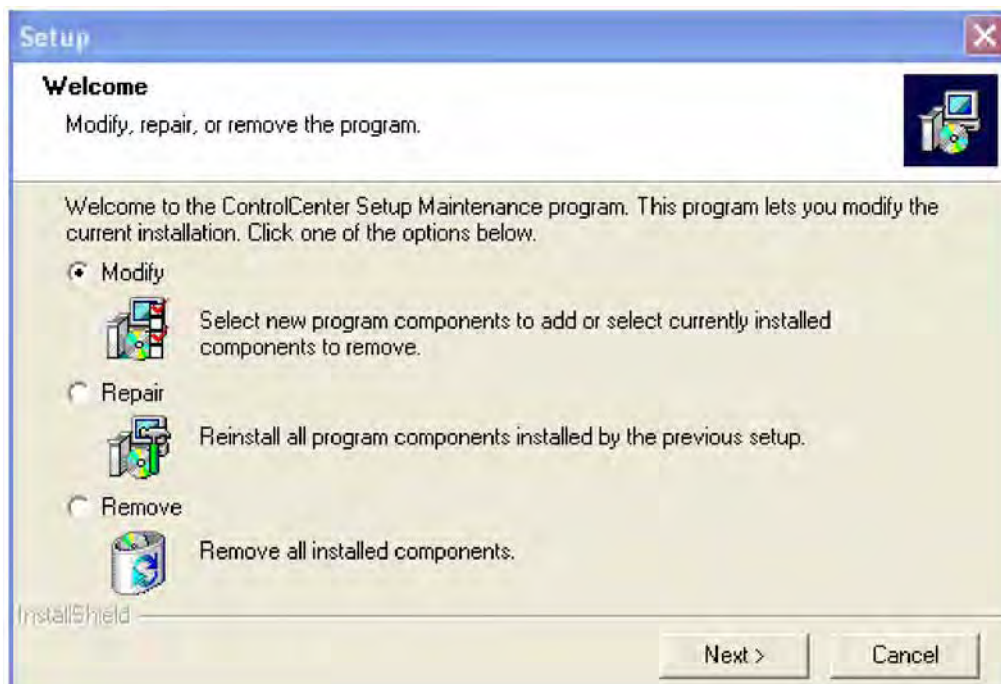 Setup
Welcome
Modify, repair, or remove the program.
Welcome to the ControlCenter Setup Maintenance program. This program lets you modify the
current installation. Click one of the options below.
Modify
Select new program components to add or select currently installed
components to remove.
Repair
Reinstall all program components installed by the previous setup.
Remove
Remove all installed components.
InstallShield
Next >
Cancel